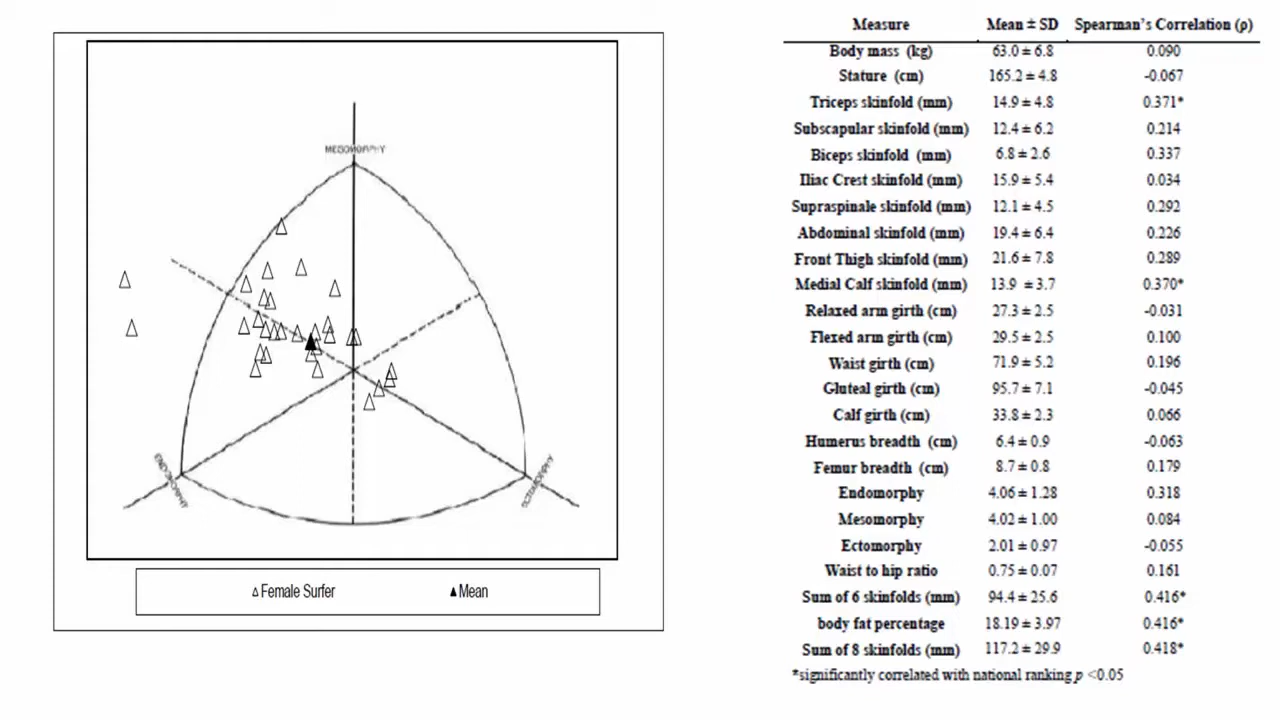 MESOMORPHY
ENDOMORPHY
ECTOMORPHY
Female Surfer Mean
Measure Mean ± SD Spearman's Correlation (ρ)
Body mass (kg) 63.0 ± 6.8 0.090
Stature (cm) 165.2 ± 4.8 -0.067
Triceps skinfold (mm) 14.9 ± 4.8 0.371*
Subscapular skinfold (mm) 12.4 ± 6.2 0.214
Biceps skinfold (mm) 6.8 ± 2.6 0.337
Iliac Crest skinfold (mm) 15.9 ± 5.4 0.034
Supraspinale skinfold (mm) 12.1 ± 4.5 0.292
Abdominal skinfold (mm) 19.4 ± 6.4 0.226
Front Thigh skinfold (mm) 21.6 ± 7.8 0.289
Medial Calf skinfold (mm) 13.9 ± 3.7 0.370*
Relaxed arm girth (cm) 27.3 ± 2.5 -0.031
Flexed arm girth (cm) 29.5 ± 2.5 0.100
Waist girth (cm) 71.9 ± 5.2 0.196
Gluteal girth (cm) 95.7 ± 7.1 -0.045
Calf girth (cm) 33.8 ± 2.3 0.066
Humerus breadth (cm) 6.4 ± 0.9 -0.063
Femur breadth (cm) 8.7 ± 0.8 0.179
Endomorphy 4.06 ± 1.28 0.318
Mesomorphy 4.02 ± 1.00 0.084
Ectomorphy 2.01 ± 0.97 -0.055
Waist to hip ratio 0.75 ± 0.07 0.161
Sum of 6 skinfolds (mm) 94.4 ± 25.6 0.416*
body fat percentage 18.19 ± 3.97 0.416*
Sum of 8 skinfolds (mm) 117.2 ± 29.9 0.418*
*significantly correlated with national ranking p <0.05